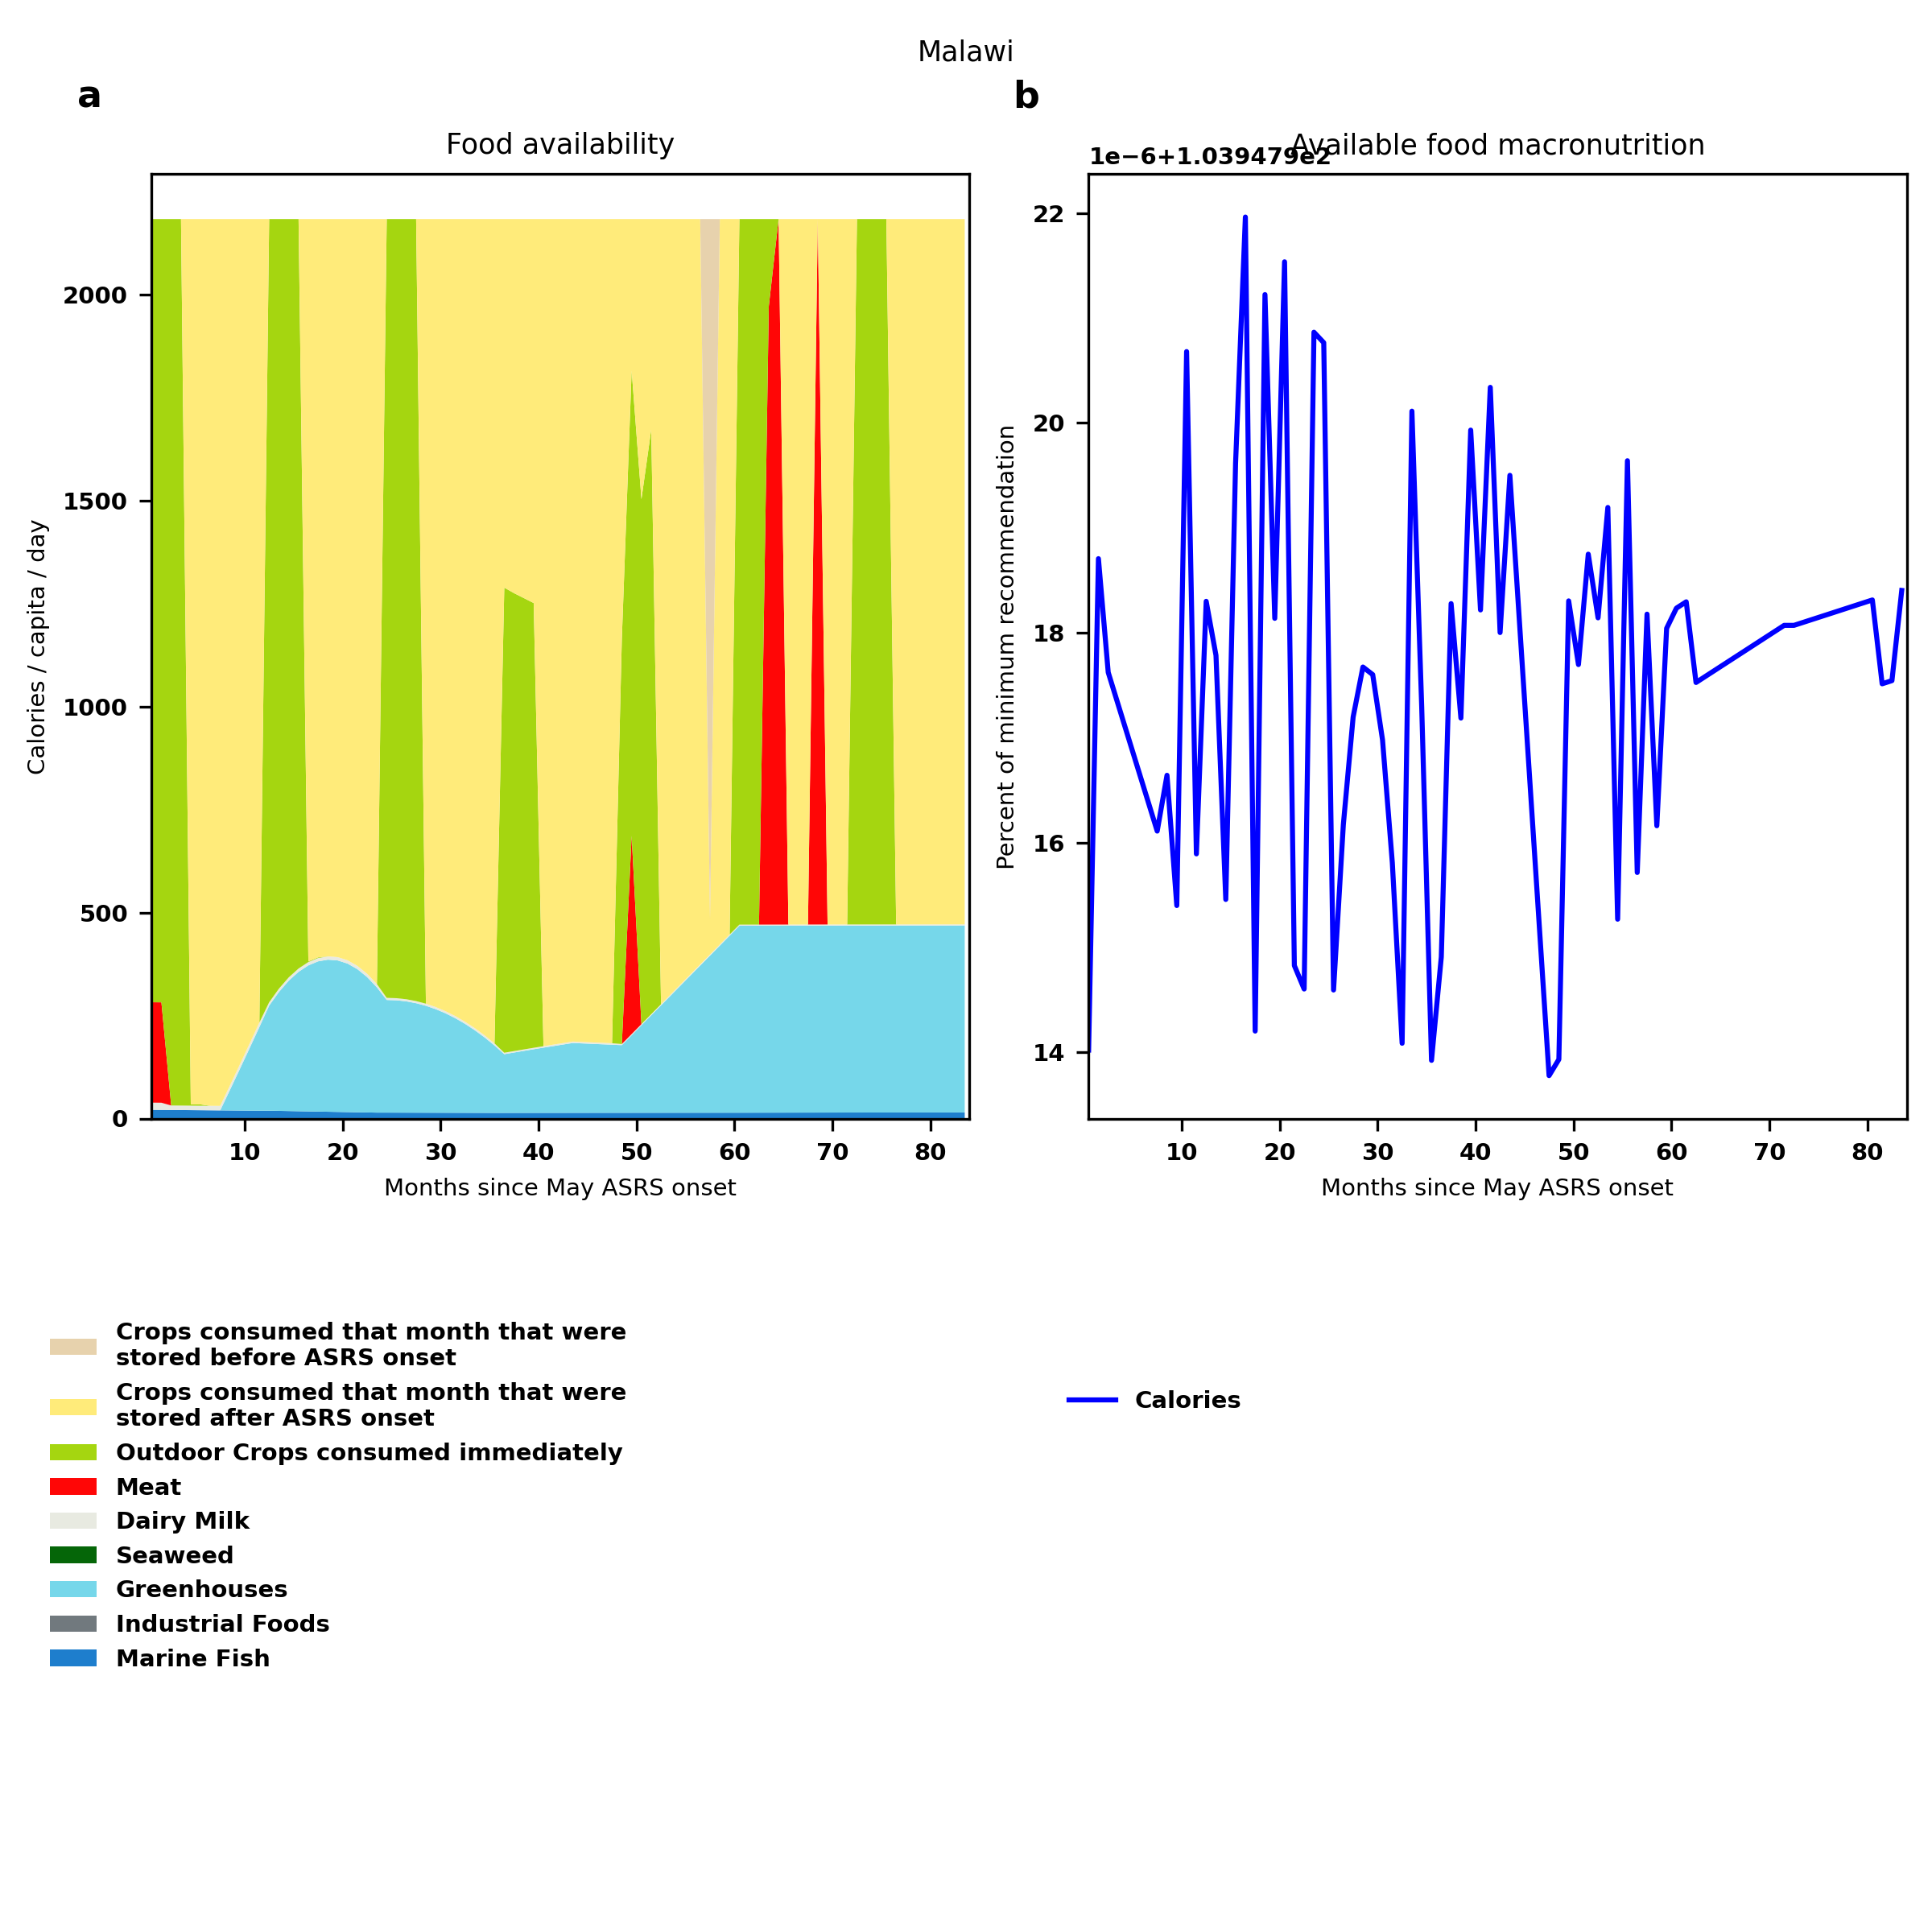 Malawi
a
Food availability
Calories / capita / day
2000
1500
1000
500
0
10 20 30 40 50 60 70 80
Months since May ASRS onset
b
Available food macronutrition
1e−6+1.039479e2
Percent of minimum recommendation
22
20
18
16
14
10 20 30 40 50 60 70 80
Months since May ASRS onset
Crops consumed that month that were
stored before ASRS onset
Crops consumed that month that were
stored after ASRS onset
Outdoor Crops consumed immediately
Meat
Dairy Milk
Seaweed
Greenhouses
Industrial Foods
Marine Fish
Calories